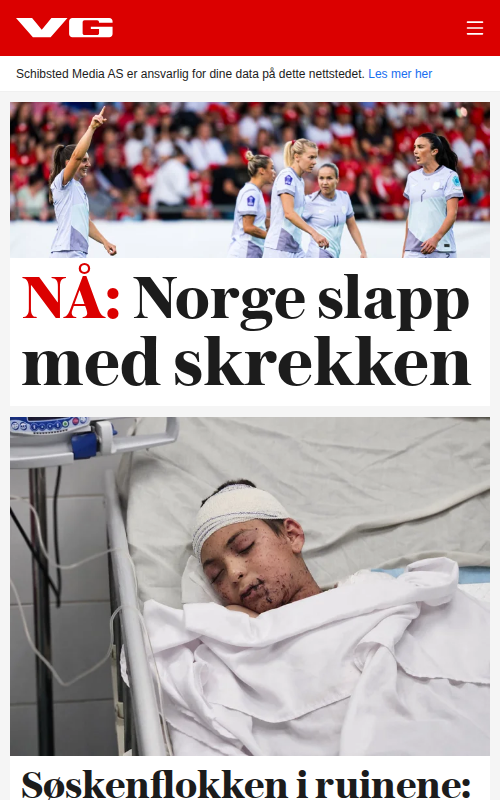 VG
Schibsted Media AS er ansvarlig for dine data på dette nettstedet. Les mer her
NÅ: Norge slapp
med skrekken
Søskenflokken i ruinene: